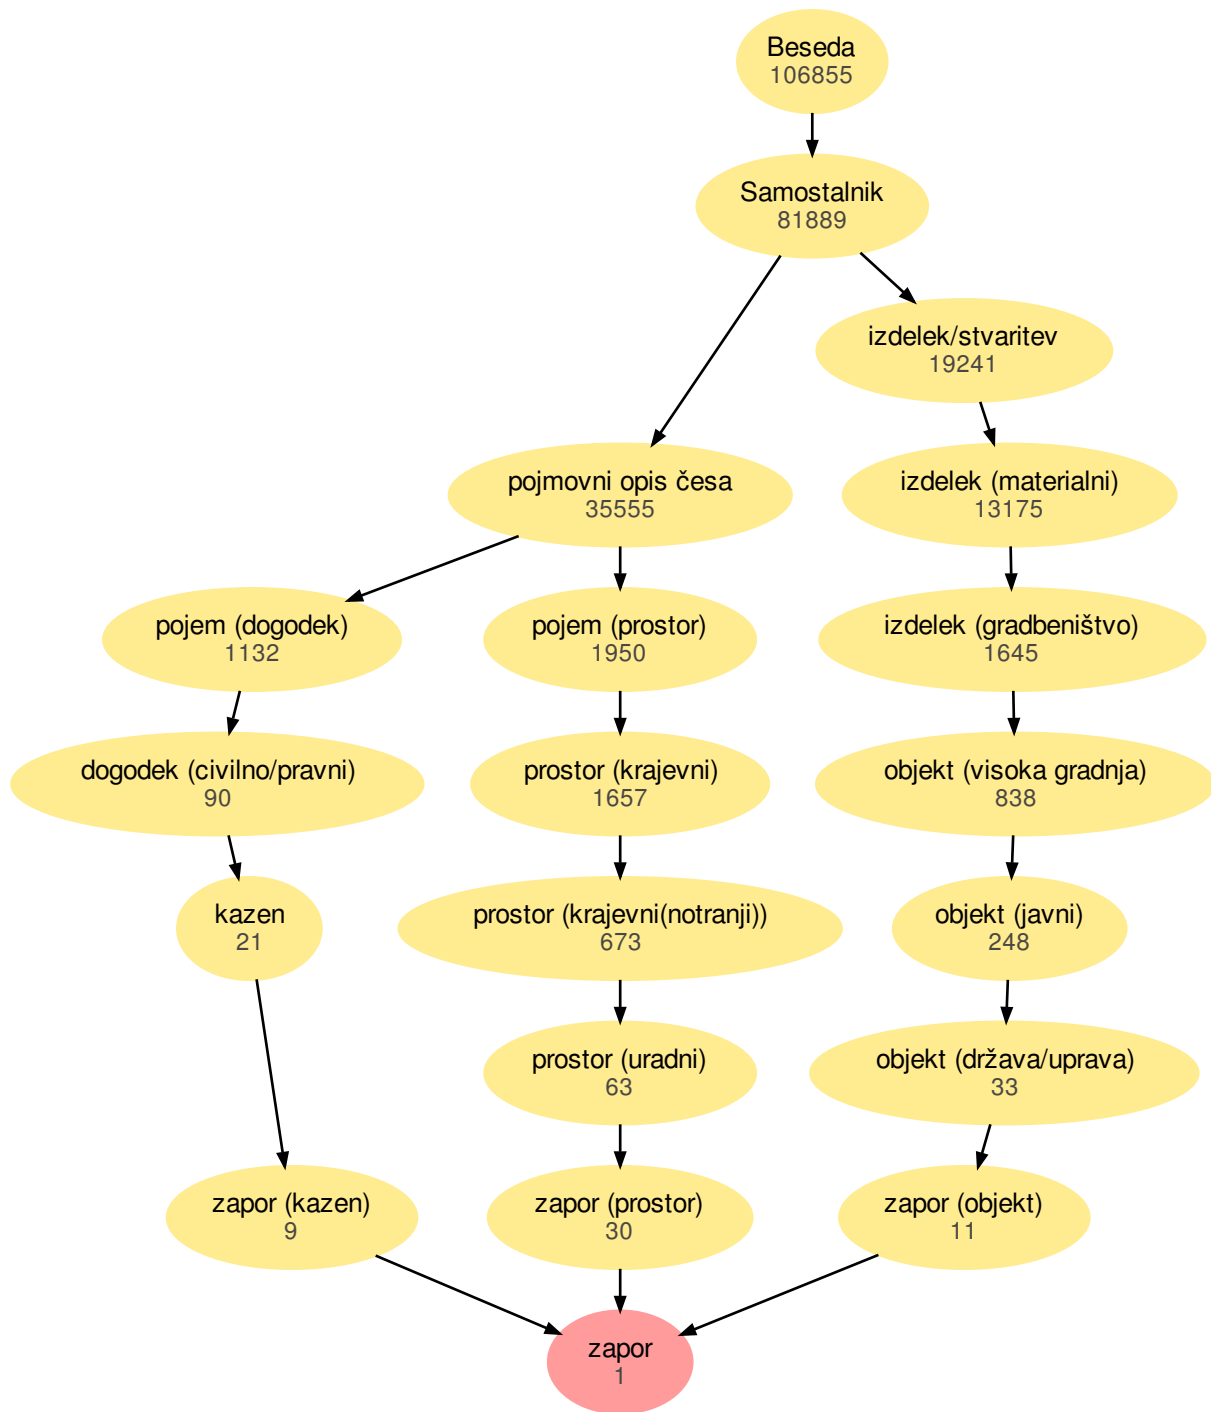 Beseda
106855
Samostalnik
81889
izdelek/stvaritev
19241
pojmovni opis česa
35555
izdelek (materialni)
13175
pojem (dogodek)
1132
pojem (prostor)
1950
izdelek (gradbeništvo)
1645
dogodek (civilno/pravni)
90
prostor (krajevni)
1657
objekt (visoka gradnja)
838
kazen
21
prostor (krajevni(notranji))
673
objekt (javni)
248
prostor (uradni)
63
objekt (država/uprava)
33
zapor (kazen)
9
zapor (prostor)
30
zapor (objekt)
11
zapor
1